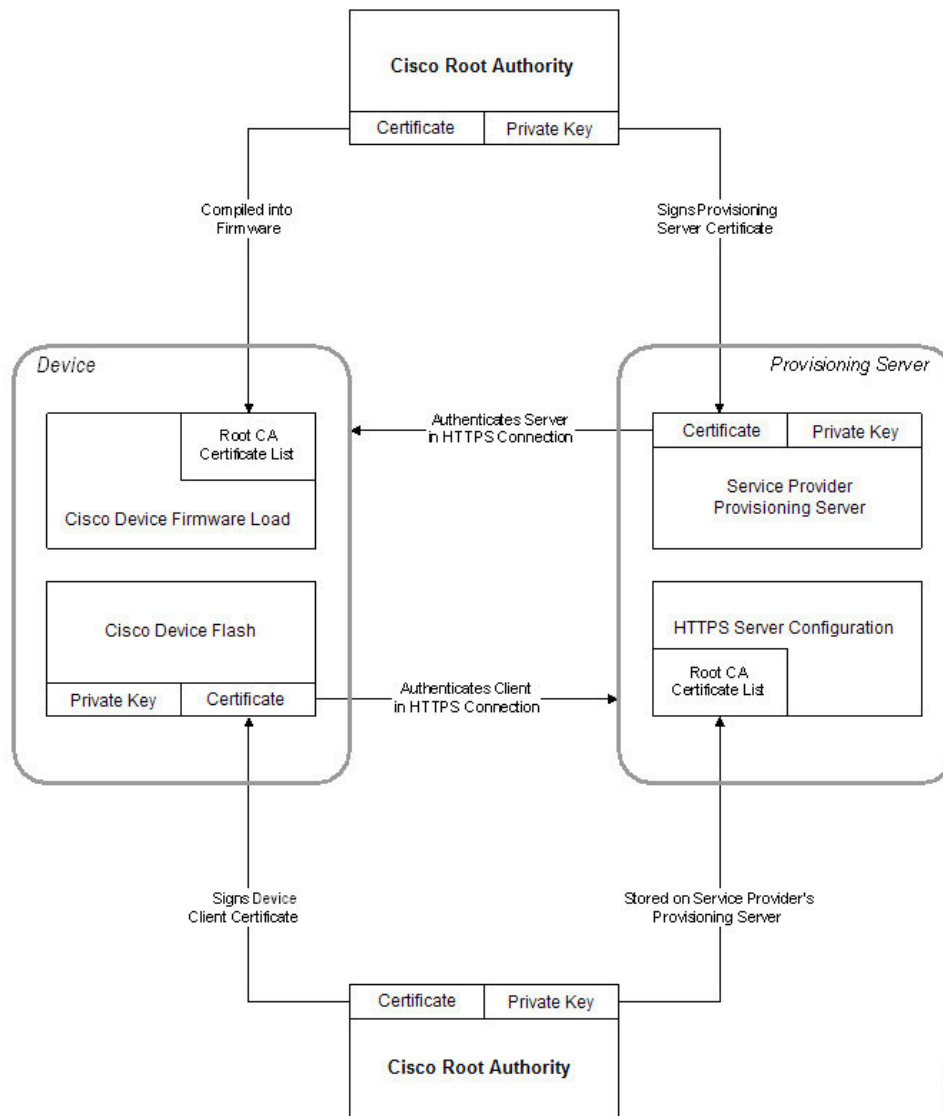 Cisco Root Authority
Certificate
Private Key
Compiled into
Firmware
Signs Provisioning
Server Certificate
Device
Provisioning Server
Root CA
Certificate List
Cisco Device Firmware Load
Authenticates Server
in HTTPS Connection
Certificate
Private Key
Service Provider
Provisioning Server
Cisco Device Flash
Private Key
Certificate
Authenticates Client
in HTTPS Connection
HTTPS Server Configuration
Root CA
Certificate List
Signs Device
Client Certificate
Stored on Service Provider's
Provisioning Server
Certificate
Private Key
Cisco Root Authority